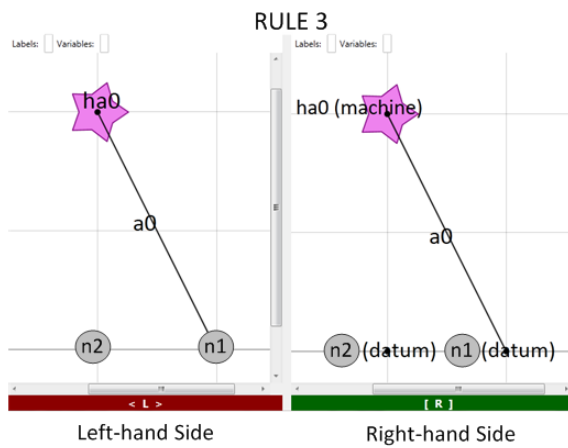 RULE 3
Labels: Variables:
ha0
a0
n2 n1
< L >
Left-hand Side
Labels: Variables:
ha0 (machine)
a0
n2 (datum) n1 (datum)
[ R ]
Right-hand Side